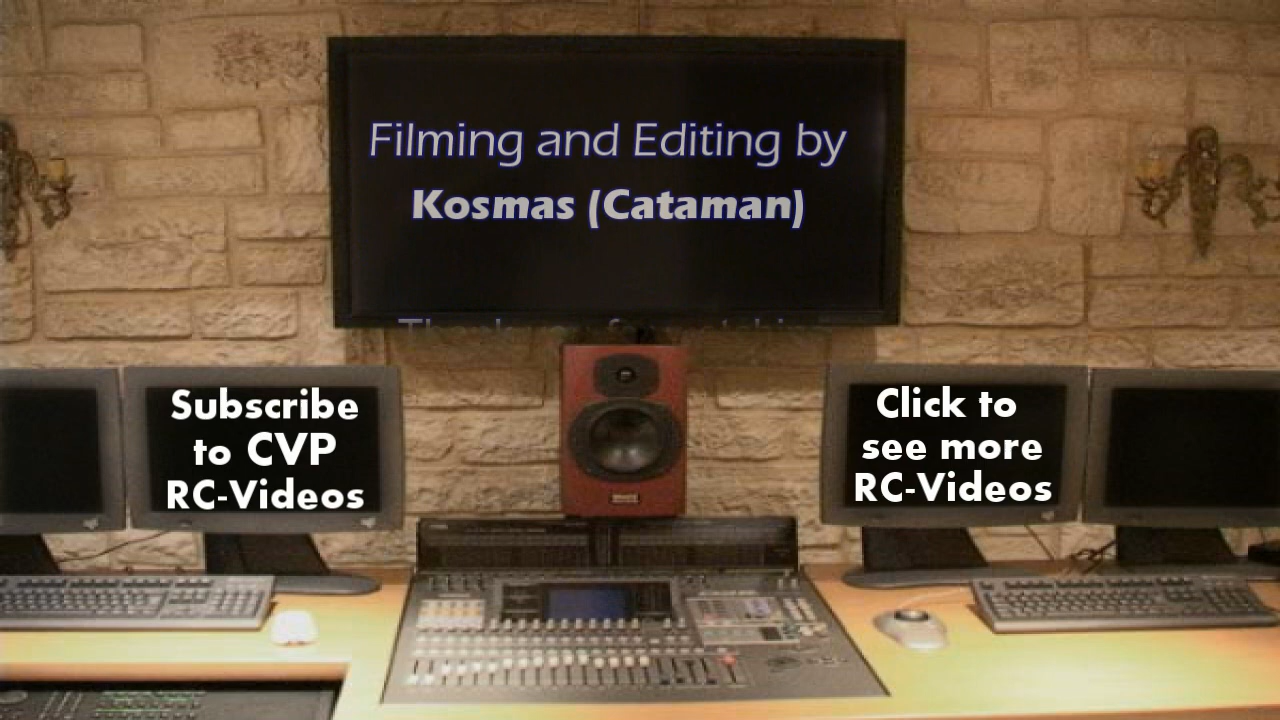 Filming and Editing by
Kosmas (Cataman)
Subscribe
to CVP
RC-Videos
Click to
see more
RC-Videos